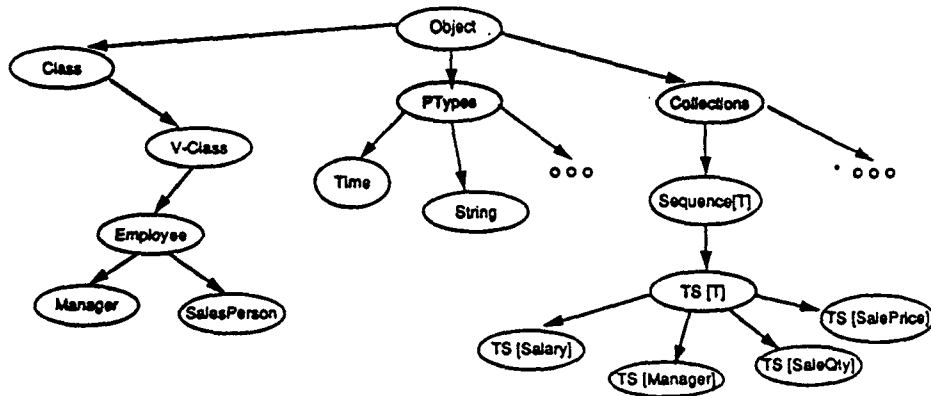 Object
Class
PTypes
Collections
V-Class
Time
String
Sequence[T]
Employee
Manager
SalesPerson
TS [T]
TS [SalePrice]
TS [Salary]
TS [Manager]
TS [SaleQty]